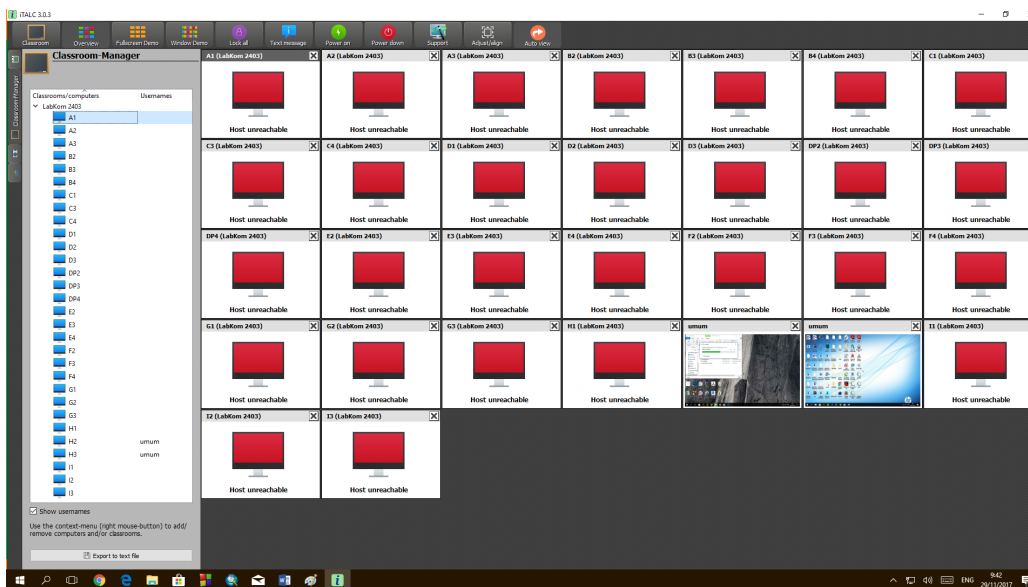 iTALC 3.0.3
Classroom Overview Fullscreen Demo Window Demo Lock all Text message Power on Power down Support Adjust/align Auto view
Classroom-Manager
Classroom-Manager
Classrooms/computers Usernames
LabKom 2403
A1
A2
A3
B2
B3
B4
C1
C3
C4
D1
D2
D3
DP2
DP3
DP4
E2
E3
E4
F2
F3
F4
G1
G2
G3
H1
H2 umum
H3 umum
I1
I2
I3
Show usernames
Use the context-menu (right mouse-button) to add/
remove computers and/or classrooms.
Export to text file
A1 (LabKom 2403) A2 (LabKom 2403) A3 (LabKom 2403) B2 (LabKom 2403) B3 (LabKom 2403) B4 (LabKom 2403) C1 (LabKom 2403)
Host unreachable Host unreachable Host unreachable Host unreachable Host unreachable Host unreachable Host unreachable
C3 (LabKom 2403) C4 (LabKom 2403) D1 (LabKom 2403) D2 (LabKom 2403) D3 (LabKom 2403) DP2 (LabKom 2403) DP3 (LabKom 2403)
Host unreachable Host unreachable Host unreachable Host unreachable Host unreachable Host unreachable Host unreachable
DP4 (LabKom 2403) E2 (LabKom 2403) E3 (LabKom 2403) E4 (LabKom 2403) F2 (LabKom 2403) F3 (LabKom 2403) F4 (LabKom 2403)
Host unreachable Host unreachable Host unreachable Host unreachable Host unreachable Host unreachable Host unreachable
G1 (LabKom 2403) G2 (LabKom 2403) G3 (LabKom 2403) H1 (LabKom 2403) umum umum I1 (LabKom 2403)
Host unreachable Host unreachable Host unreachable Host unreachable Host unreachable
I2 (LabKom 2403) I3 (LabKom 2403)
Host unreachable Host unreachable
ENG 9:42
29/11/2017